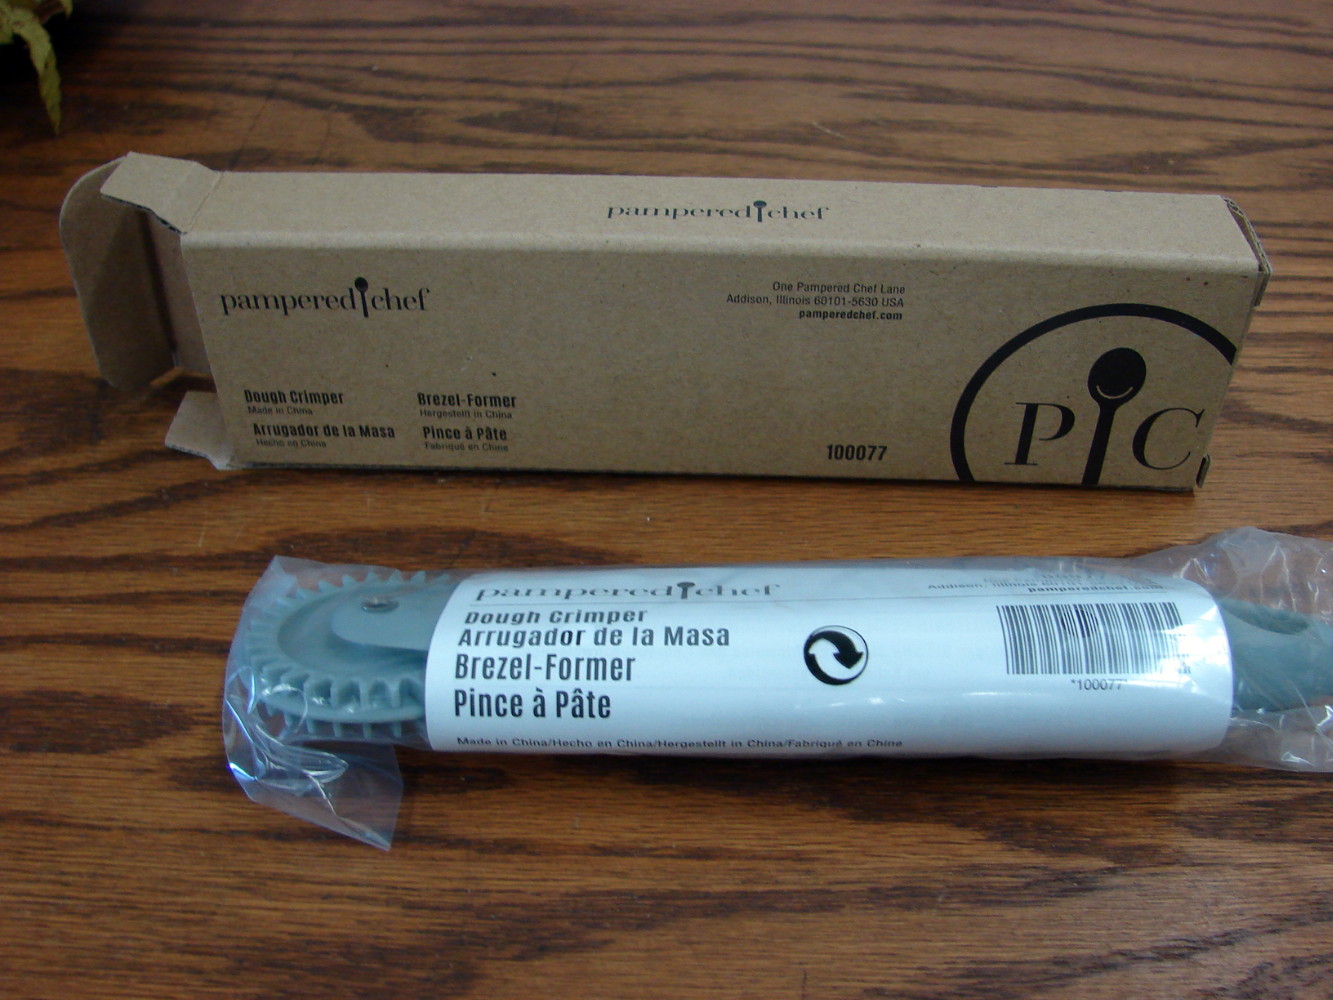 pampered chef
pampered chef
One Pampered Chef Lane
Addison, Illinois 60101-5630 USA
pamperedchef.com
Dough Crimper
Made in China
Brezel-Former
Hergestellt in China
Arrugador de la Masa
Hecho en China
Pince à Pâte
Fabriqué en Chine
100077
PC
pampered chef
Dough Crimper
Arrugador de la Masa
Brezel-Former
Pince à Pâte
Made in China/Hecho en China/Hergestellt in China/Fabriqué en Chine
Addison, Illinois
pamperedchef.com
*100077*